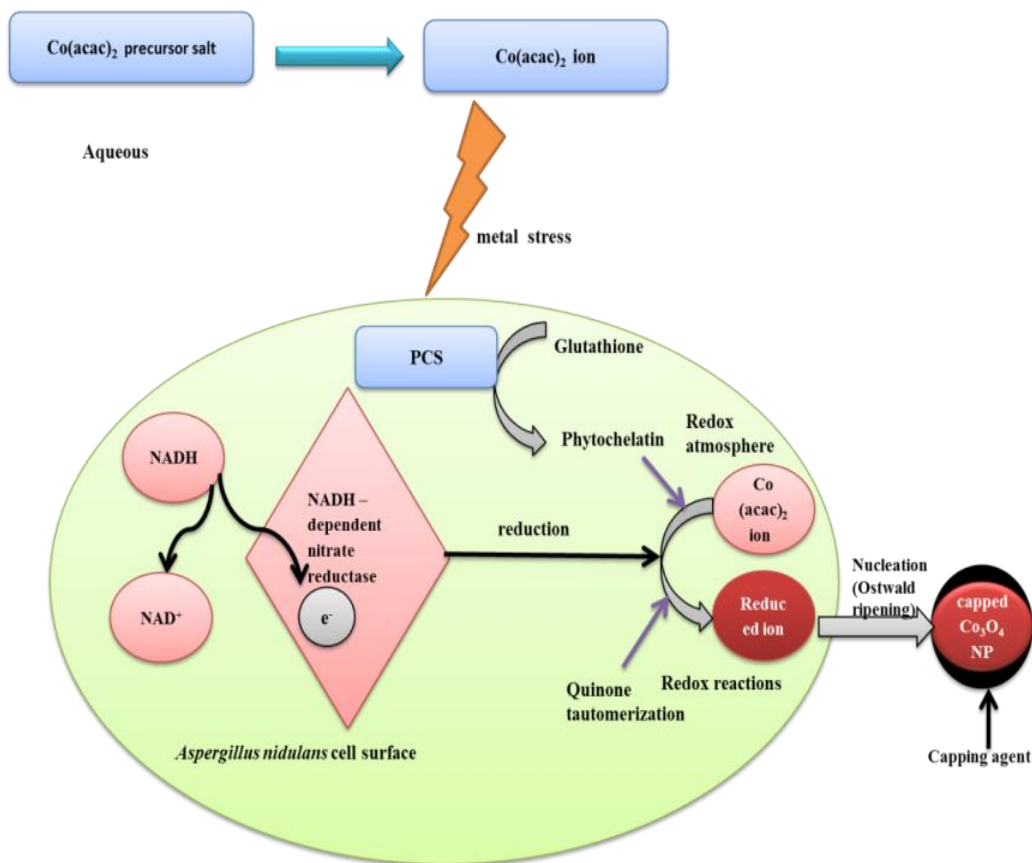 Co(acac)₂ precursor salt
Co(acac)₂ ion
Aqueous
metal stress
PCS
Glutathione
Phytochelatin
Redox
atmosphere
NADH
NADH –
dependent
nitrate
reductase
e⁻
NAD⁺
reduction
Co
(acac)₂
ion
Reduc
ed ion
Nucleation
(Ostwald
ripening)
capped
Co₃O₄
NP
Quinone
tautomerization
Redox reactions
Aspergillus nidulans cell surface
Capping agent